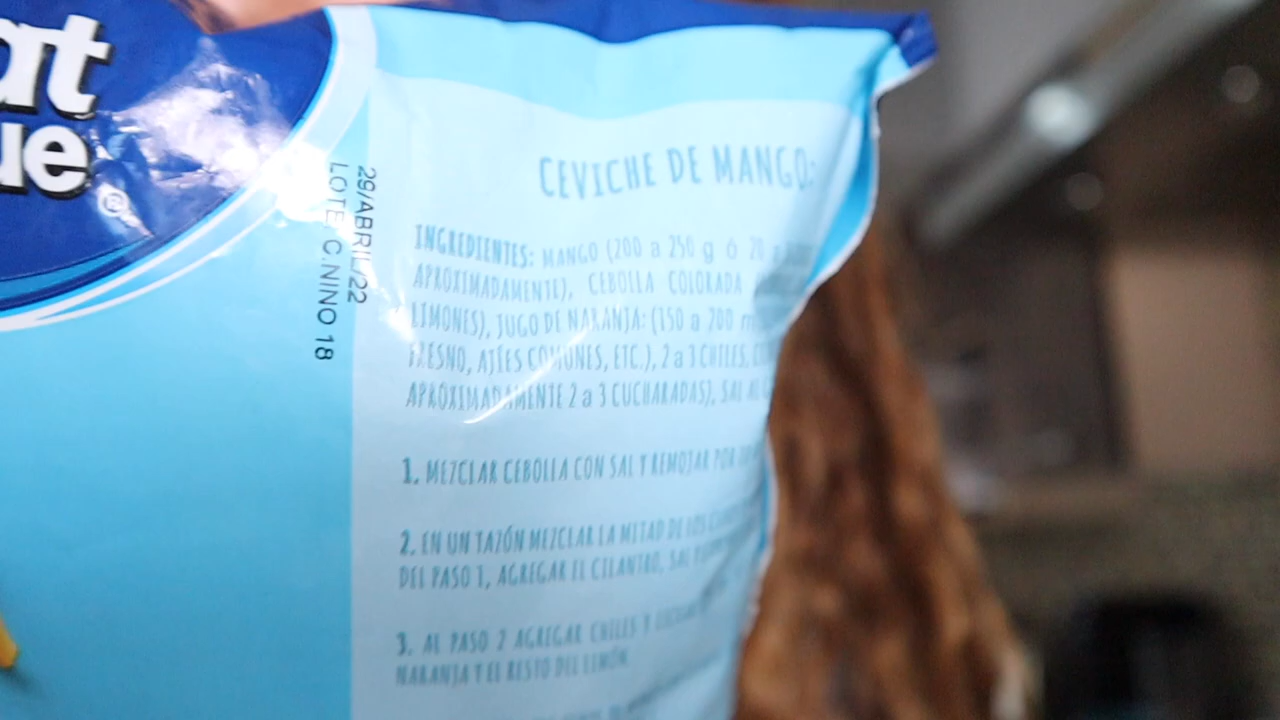 at
ue
®
29/ABRIL/22
LOTE C.NINO 18
CEVICHE DE MANGO:
INGREDIENTES: MANGO (200 a 250 g ó 20
APROXIMADAMENTE), CEBOLLA COLORADA
LIMONES), JUGO DE NARANJA: (150 a 200
FRESNO, AJÍES COMUNES, ETC.), 2 a 3 CHILES,
APROXIMADAMENTE 2 a 3 CUCHARADAS), SAL AL
1. MEZCLAR CEBOLLA CON SAL Y REMOJAR POR
2. EN UN TAZÓN MEZCLAR LA MITAD DE LOS
DEL PASO 1, AGREGAR EL CILANTRO, SAL
3. AL PASO 2 AGREGAR CHILES Y
NARANJA Y EL RESTO DEL LIMÓN.